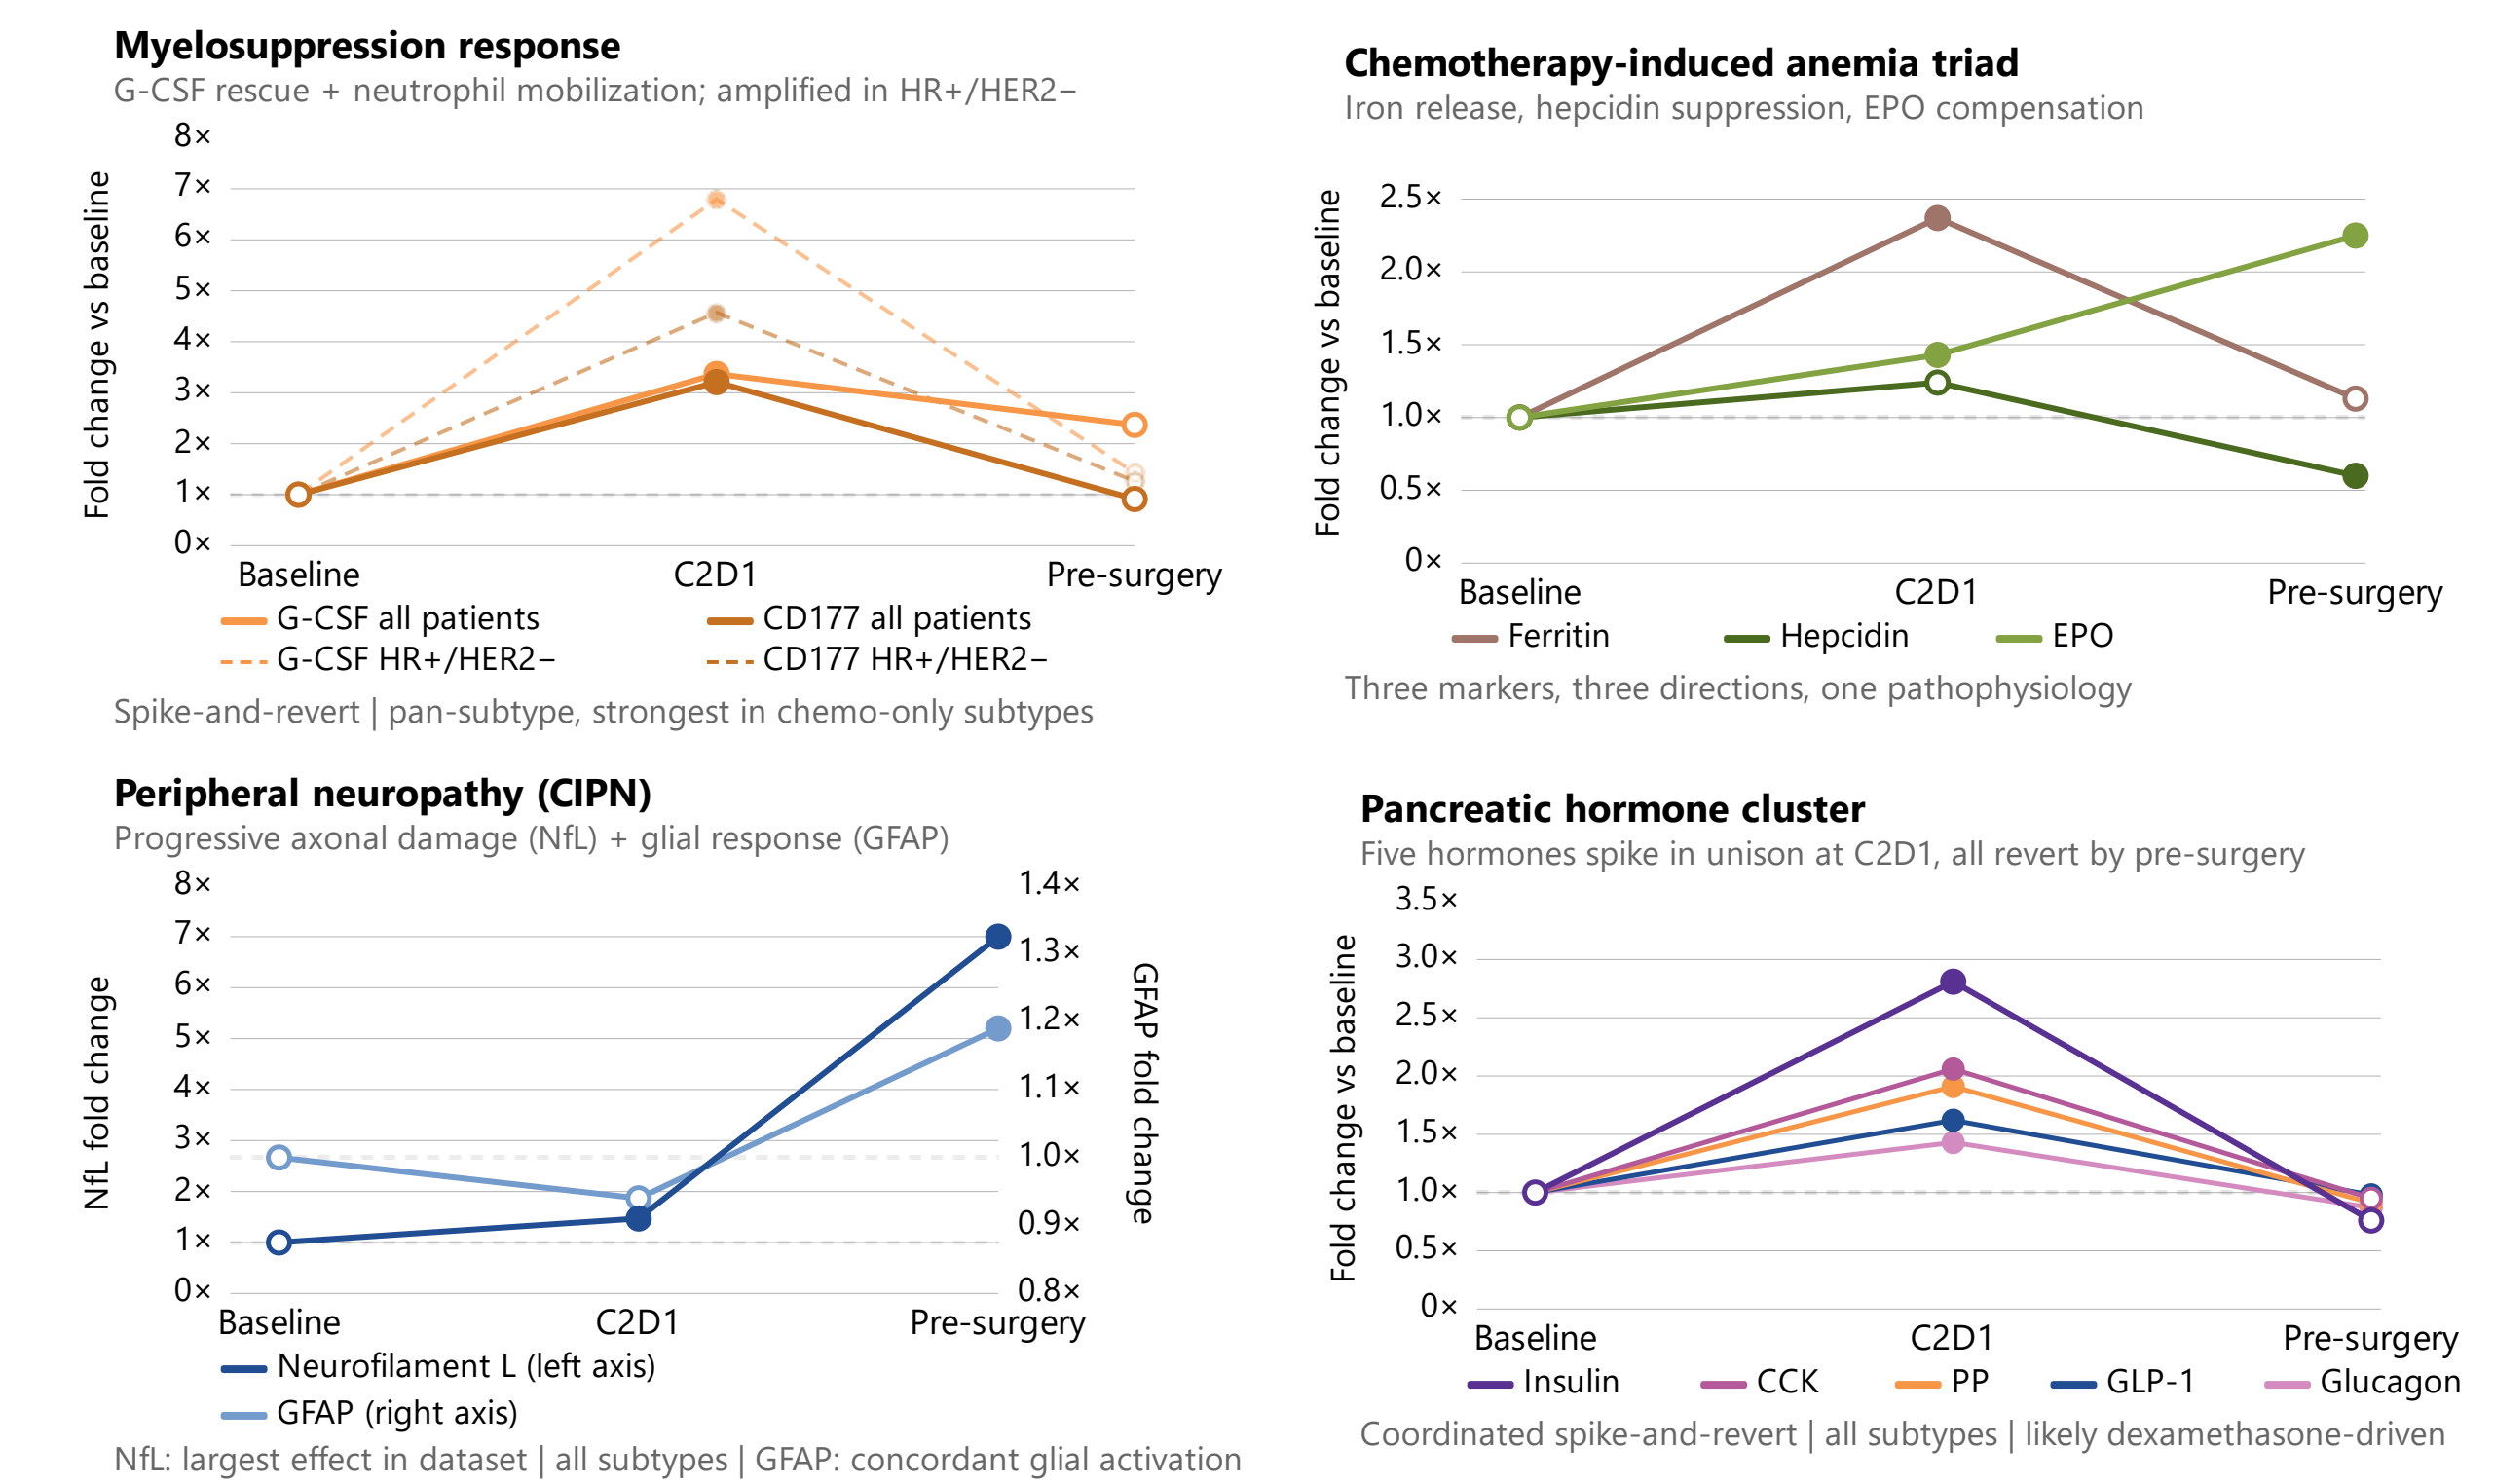 Myelosuppression response
G-CSF rescue + neutrophil mobilization; amplified in HR+/HER2−
Fold change vs baseline
8×
7×
6×
5×
4×
3×
2×
1×
0×
Baseline C2D1 Pre-surgery
G-CSF all patients CD177 all patients
G-CSF HR+/HER2− CD177 HR+/HER2−
Spike-and-revert | pan-subtype, strongest in chemo-only subtypes
Chemotherapy-induced anemia triad
Iron release, hepcidin suppression, EPO compensation
Fold change vs baseline
2.5×
2.0×
1.5×
1.0×
0.5×
0×
Baseline C2D1 Pre-surgery
Ferritin Hepcidin EPO
Three markers, three directions, one pathophysiology
Peripheral neuropathy (CIPN)
Progressive axonal damage (NfL) + glial response (GFAP)
NfL fold change
8×
7×
6×
5×
4×
3×
2×
1×
0×
1.4×
1.3×
1.2×
1.1×
1.0×
0.9×
0.8×
GFAP fold change
Baseline C2D1 Pre-surgery
Neurofilament L (left axis)
GFAP (right axis)
NfL: largest effect in dataset | all subtypes | GFAP: concordant glial activation
Pancreatic hormone cluster
Five hormones spike in unison at C2D1, all revert by pre-surgery
Fold change vs baseline
3.5×
3.0×
2.5×
2.0×
1.5×
1.0×
0.5×
0×
Baseline C2D1 Pre-surgery
Insulin CCK PP GLP-1 Glucagon
Coordinated spike-and-revert | all subtypes | likely dexamethasone-driven